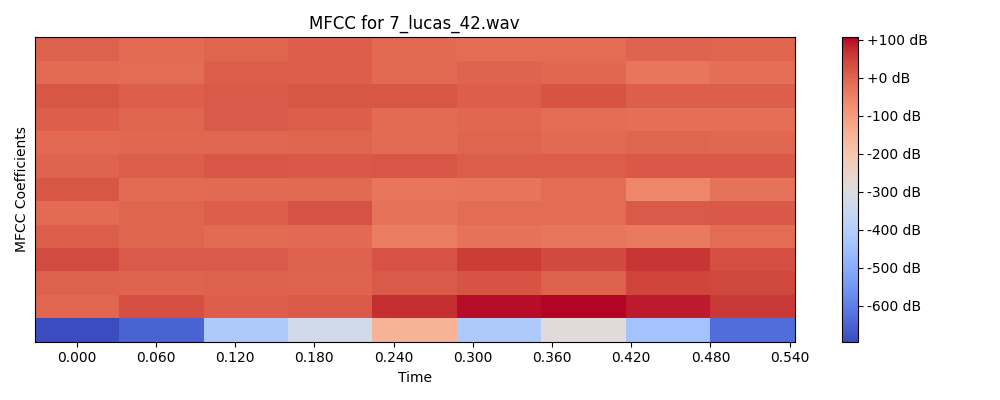 MFCC for 7_lucas_42.wav
MFCC Coefficients
0.000 0.060 0.120 0.180 0.240 0.300 0.360 0.420 0.480 0.540
Time
+100 dB
+0 dB
-100 dB
-200 dB
-300 dB
-400 dB
-500 dB
-600 dB